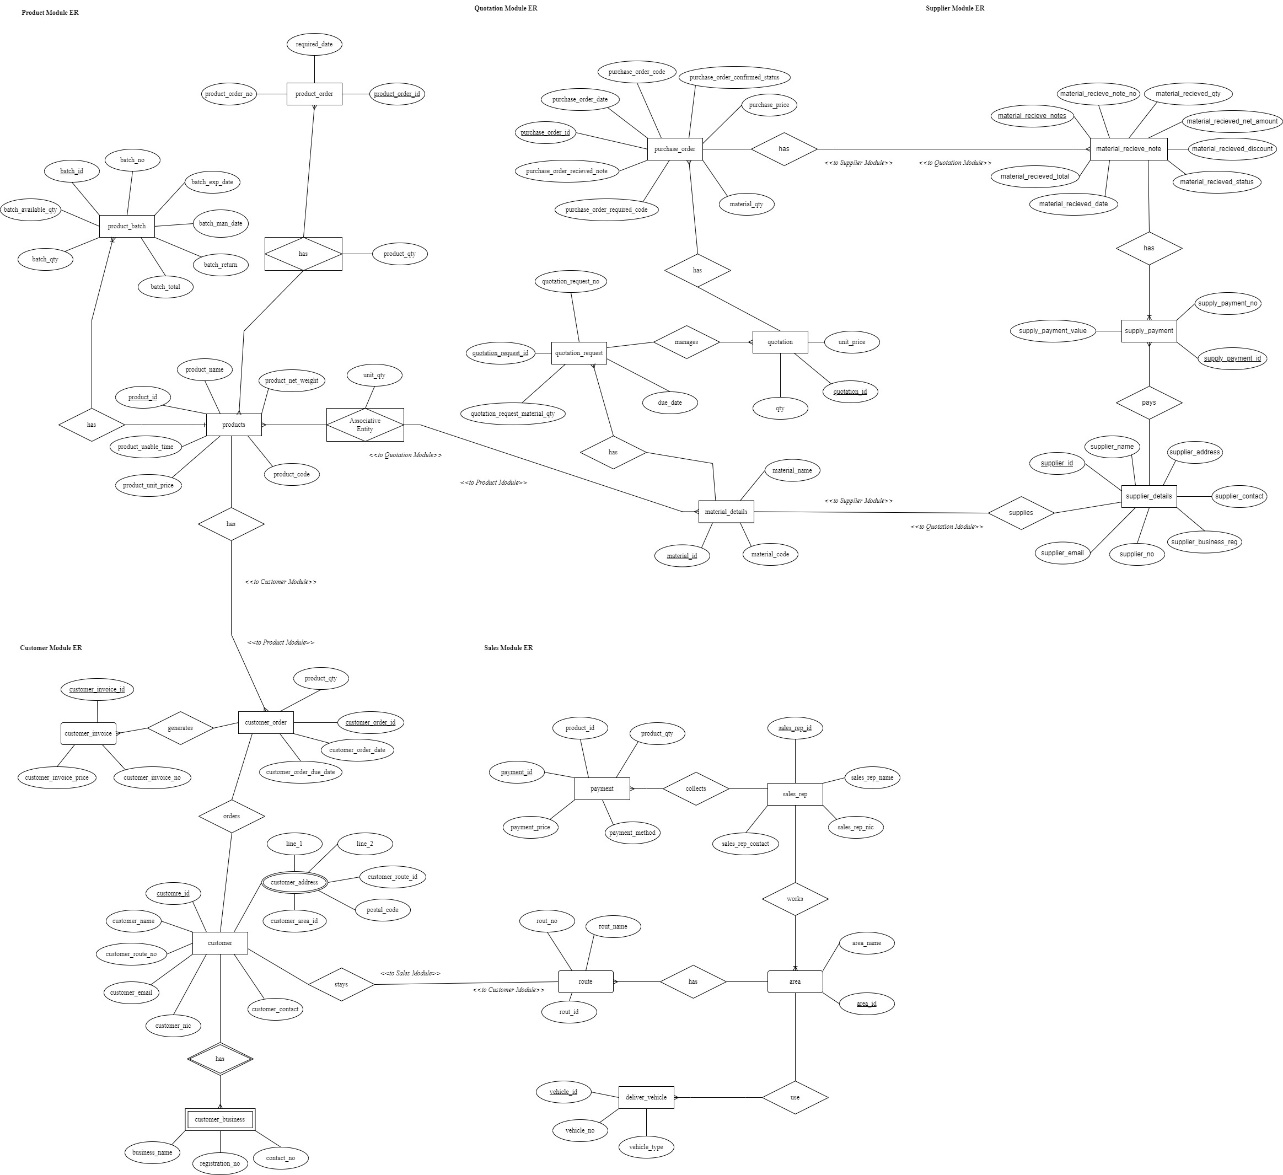 Product Module ER
required_date
product_order_no
product_order
product_order_id
batch_no
batch_id
batch_exp_date
batch_available_qty
batch_man_date
product_batch
batch_qty
batch_return
batch_total
has
product_qty
product_name
unit_qty
product_net_weight
product_id
has
products
Associative
Entity
product_usable_time
product_code
product_unit_price
<<to Quotation Module>>
<<to Product Module>>
has
<<to Customer Module>>
<<to Product Module>>
Quotation Module ER
purchase_order_code
purchase_order_confirmed_status
purchase_order_date
purchase_price
purchase_order_id
purchase_order
has
purchase_order_recieved_note
purchase_order_required_code
material_qty
<<to Supplier Module>>
<<to Quotation Module>>
has
quotation_request_no
quotation_request_id
quotation_request
manages
quotation
unit_price
quotation_id
due_date
qty
quotation_request_material_qty
has
material_name
material_details
material_id
material_code
<<to Supplier Module>>
<<to Quotation Module>>
Supplier Module ER
material_recieve_note_no
material_recieved_qty
material_recieve_notes
material_recieved_net_amount
material_recieve_note
material_recieved_discount
material_recieved_total
material_recieved_status
material_recieved_date
has
supply_payment_no
supply_payment_value
supply_payment
supply_payment_id
pays
supplier_name
supplier_address
supplier_id
supplier_details
supplier_contact
supplies
supplier_business_reg
supplier_email
supplier_no
Customer Module ER
customer_invoice_id
product_qty
customer_invoice
generates
customer_order
customer_order_id
customer_order_date
customer_order_due_date
customer_invoice_price
customer_invoice_no
orders
line_1
line_2
customer_address
customer_route_id
customre_id
postal_code
customer_area_id
customer_name
customer
customer_route_no
customer_email
customer_nic
customer_contact
stays
<<to Sales Module>>
<<to Customer Module>>
has
customer_business
business_name
registration_no
contact_no
Sales Module ER
product_id
product_qty
sales_rep_id
payment_id
sales_rep_name
payment
collects
sales_rep
payment_price
payment_method
sales_rep_contact
sales_rep_nic
works
rout_no
rout_name
area_name
route
has
area
rout_id
area_id
vehicle_id
deliver_vehicle
use
vehicle_no
vehicle_type